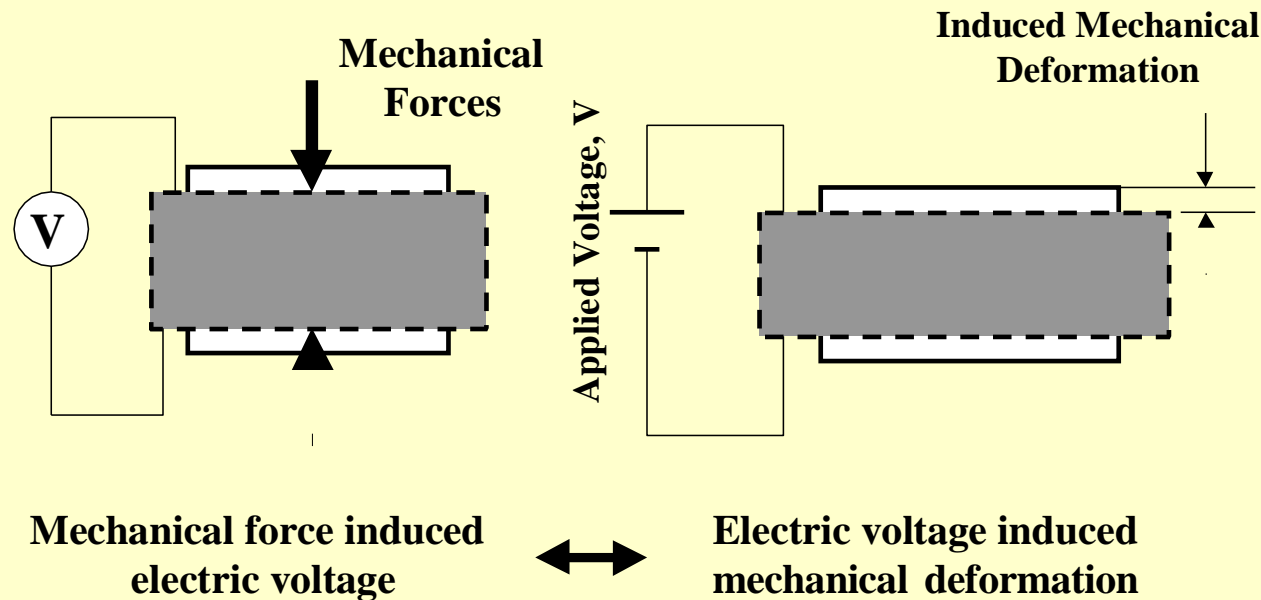 Mechanical
Forces
V
Applied Voltage, V
Induced Mechanical
Deformation
Mechanical force induced
electric voltage
Electric voltage induced
mechanical deformation